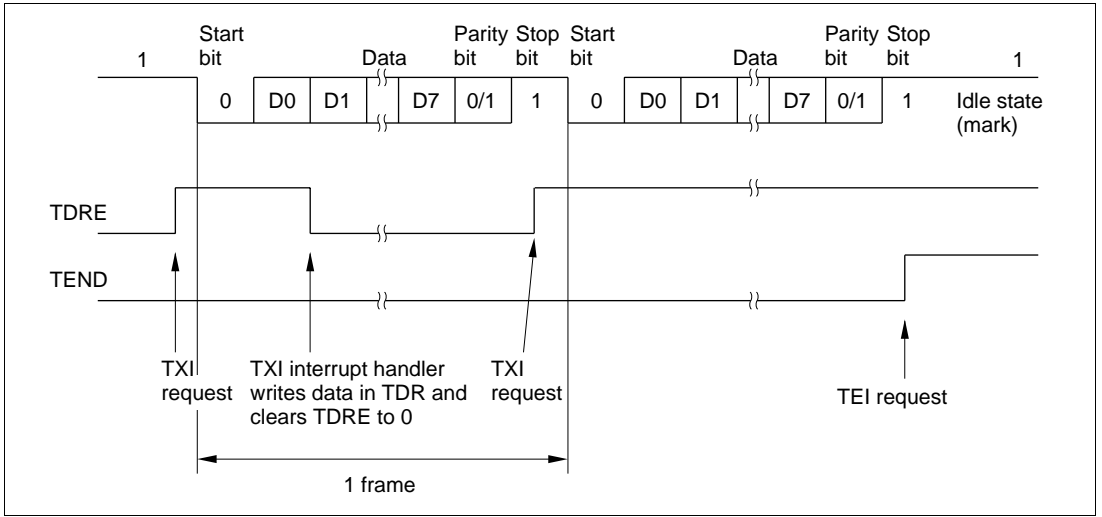 Start bit
Parity bit
Stop bit
Start bit
Parity bit
Stop bit
1
Data
Data
1
0
D0
D1
D7
0/1
1
0
D0
D1
D7
0/1
1
Idle state
(mark)
TDRE
TEND
TXI
request
TXI interrupt handler
writes data in TDR and
clears TDRE to 0
TXI
request
TEI request
1 frame